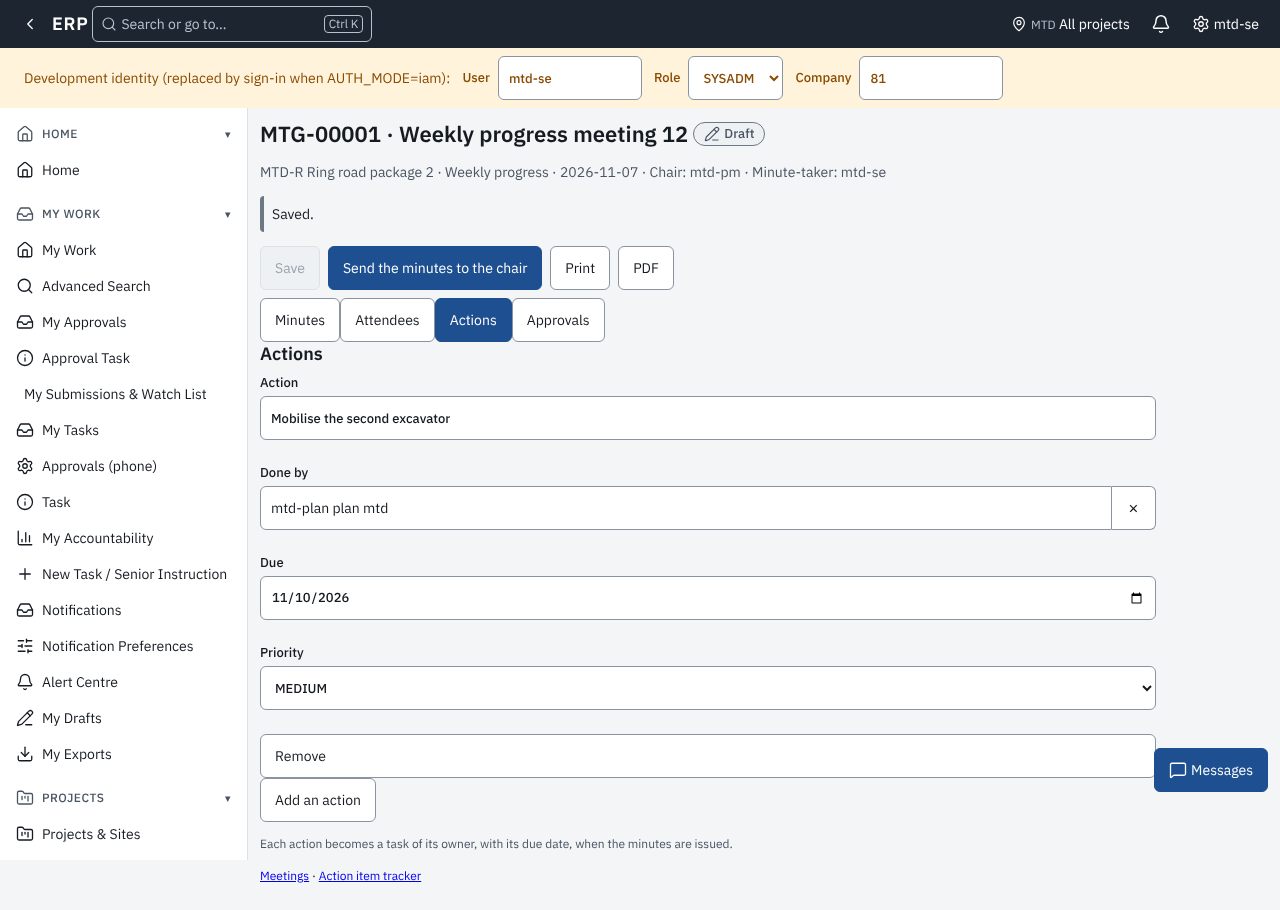 ERP
Search or go to...
Ctrl K
MTD All projects
mtd-se
Development identity (replaced by sign-in when AUTH_MODE=iam):
User
mtd-se
Role
SYSADM
Company
81
HOME
Home
MY WORK
My Work
Advanced Search
My Approvals
Approval Task
My Submissions & Watch List
My Tasks
Approvals (phone)
Task
My Accountability
New Task / Senior Instruction
Notifications
Notification Preferences
Alert Centre
My Drafts
My Exports
PROJECTS
Projects & Sites
MTG-00001 · Weekly progress meeting 12
Draft
MTD-R Ring road package 2 · Weekly progress · 2026-11-07 · Chair: mtd-pm · Minute-taker: mtd-se
Saved.
Save
Send the minutes to the chair
Print
PDF
Minutes
Attendees
Actions
Approvals
Actions
Action
Mobilise the second excavator
Done by
mtd-plan plan mtd
×
Due
11/10/2026
Priority
MEDIUM
Remove
Messages
Add an action
Each action becomes a task of its owner, with its due date, when the minutes are issued.
Meetings · Action item tracker